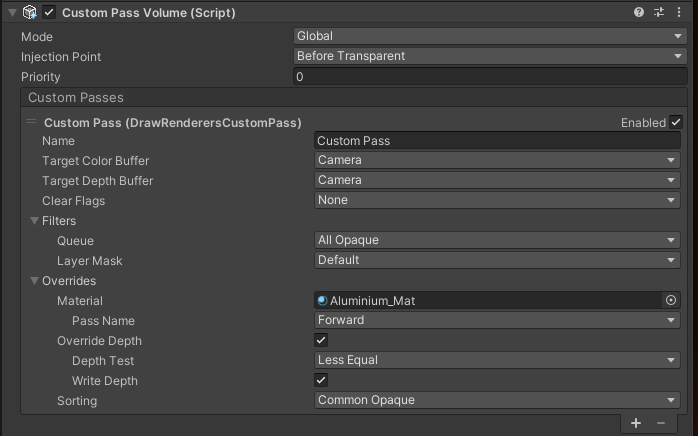 Custom Pass Volume (Script)
Mode Global
Injection Point Before Transparent
Priority 0
Custom Passes
Custom Pass (DrawRenderersCustomPass) Enabled
Name Custom Pass
Target Color Buffer Camera
Target Depth Buffer Camera
Clear Flags None
Filters
Queue All Opaque
Layer Mask Default
Overrides
Material Aluminium_Mat
Pass Name Forward
Override Depth
Depth Test Less Equal
Write Depth
Sorting Common Opaque